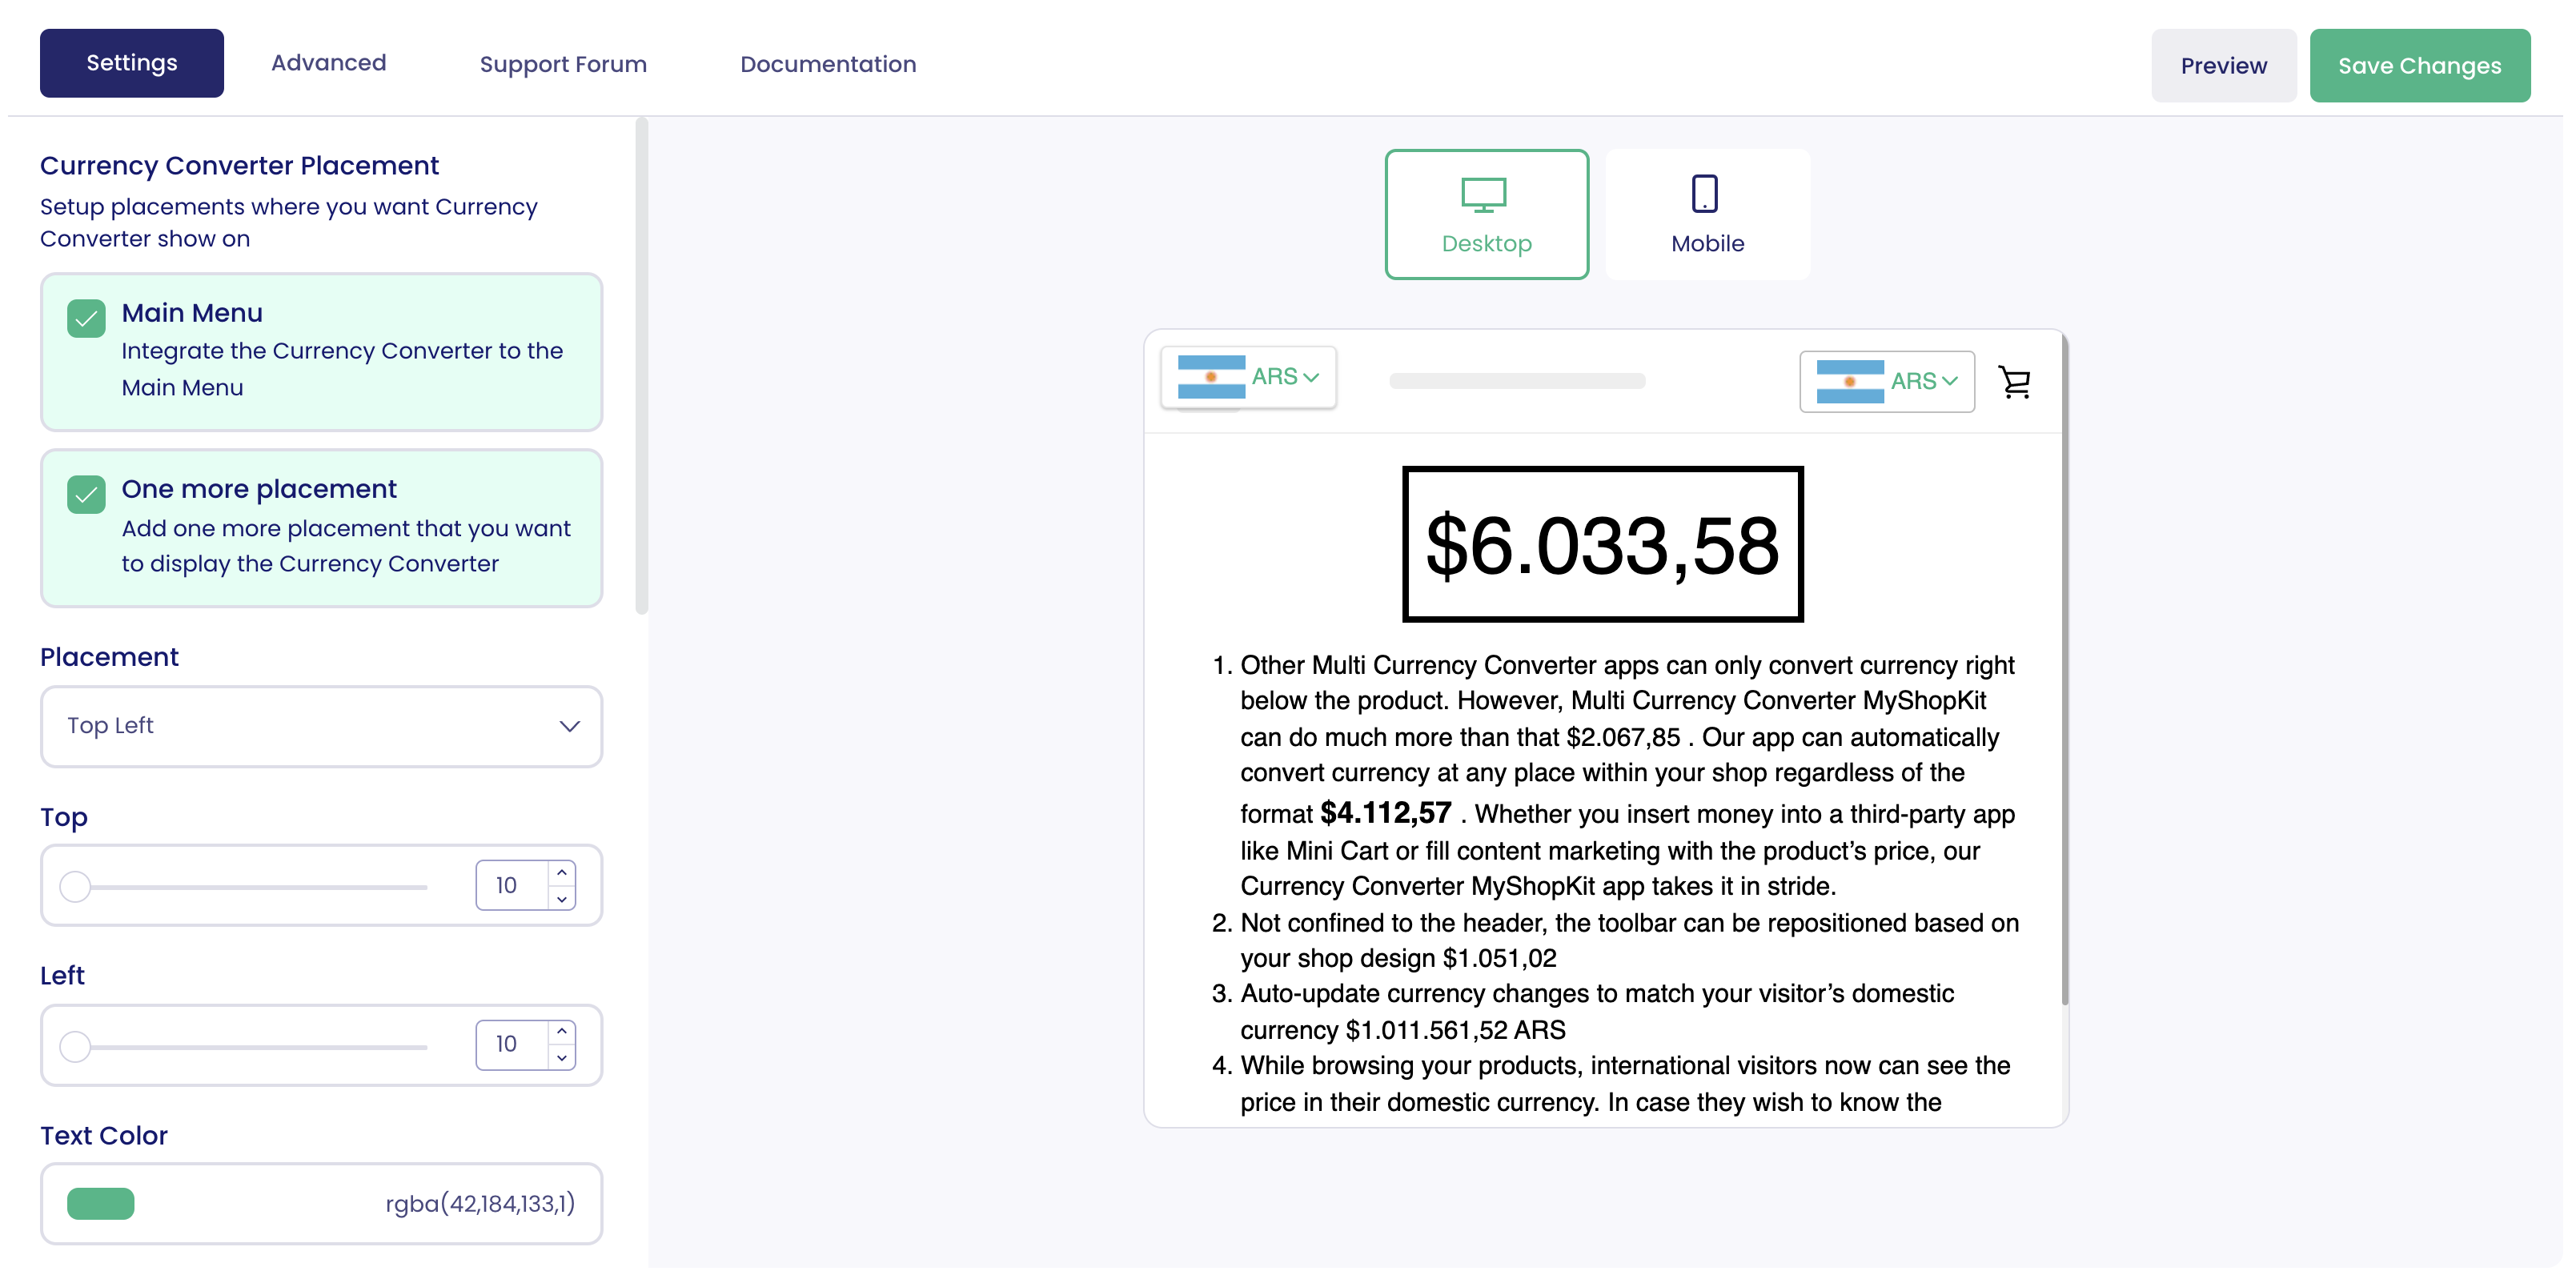 Settings
Advanced
Support Forum
Documentation
Preview
Save Changes
Currency Converter Placement
Setup placements where you want Currency
Converter show on
Main Menu
Integrate the Currency Converter to the
Main Menu
One more placement
Add one more placement that you want
to display the Currency Converter
Placement
Top Left
Top
10
Left
10
Text Color
rgba(42,184,133,1)
Desktop
Mobile
ARS
ARS
$6.033,58
1. Other Multi Currency Converter apps can only convert currency right
below the product. However, Multi Currency Converter MyShopKit
can do much more than that $2.067,85 . Our app can automatically
convert currency at any place within your shop regardless of the
format $4.112,57 . Whether you insert money into a third-party app
like Mini Cart or fill content marketing with the product’s price, our
Currency Converter MyShopKit app takes it in stride.
2. Not confined to the header, the toolbar can be repositioned based on
your shop design $1.051,02
3. Auto-update currency changes to match your visitor’s domestic
currency $1.011.561,52 ARS
4. While browsing your products, international visitors now can see the
price in their domestic currency. In case they wish to know the